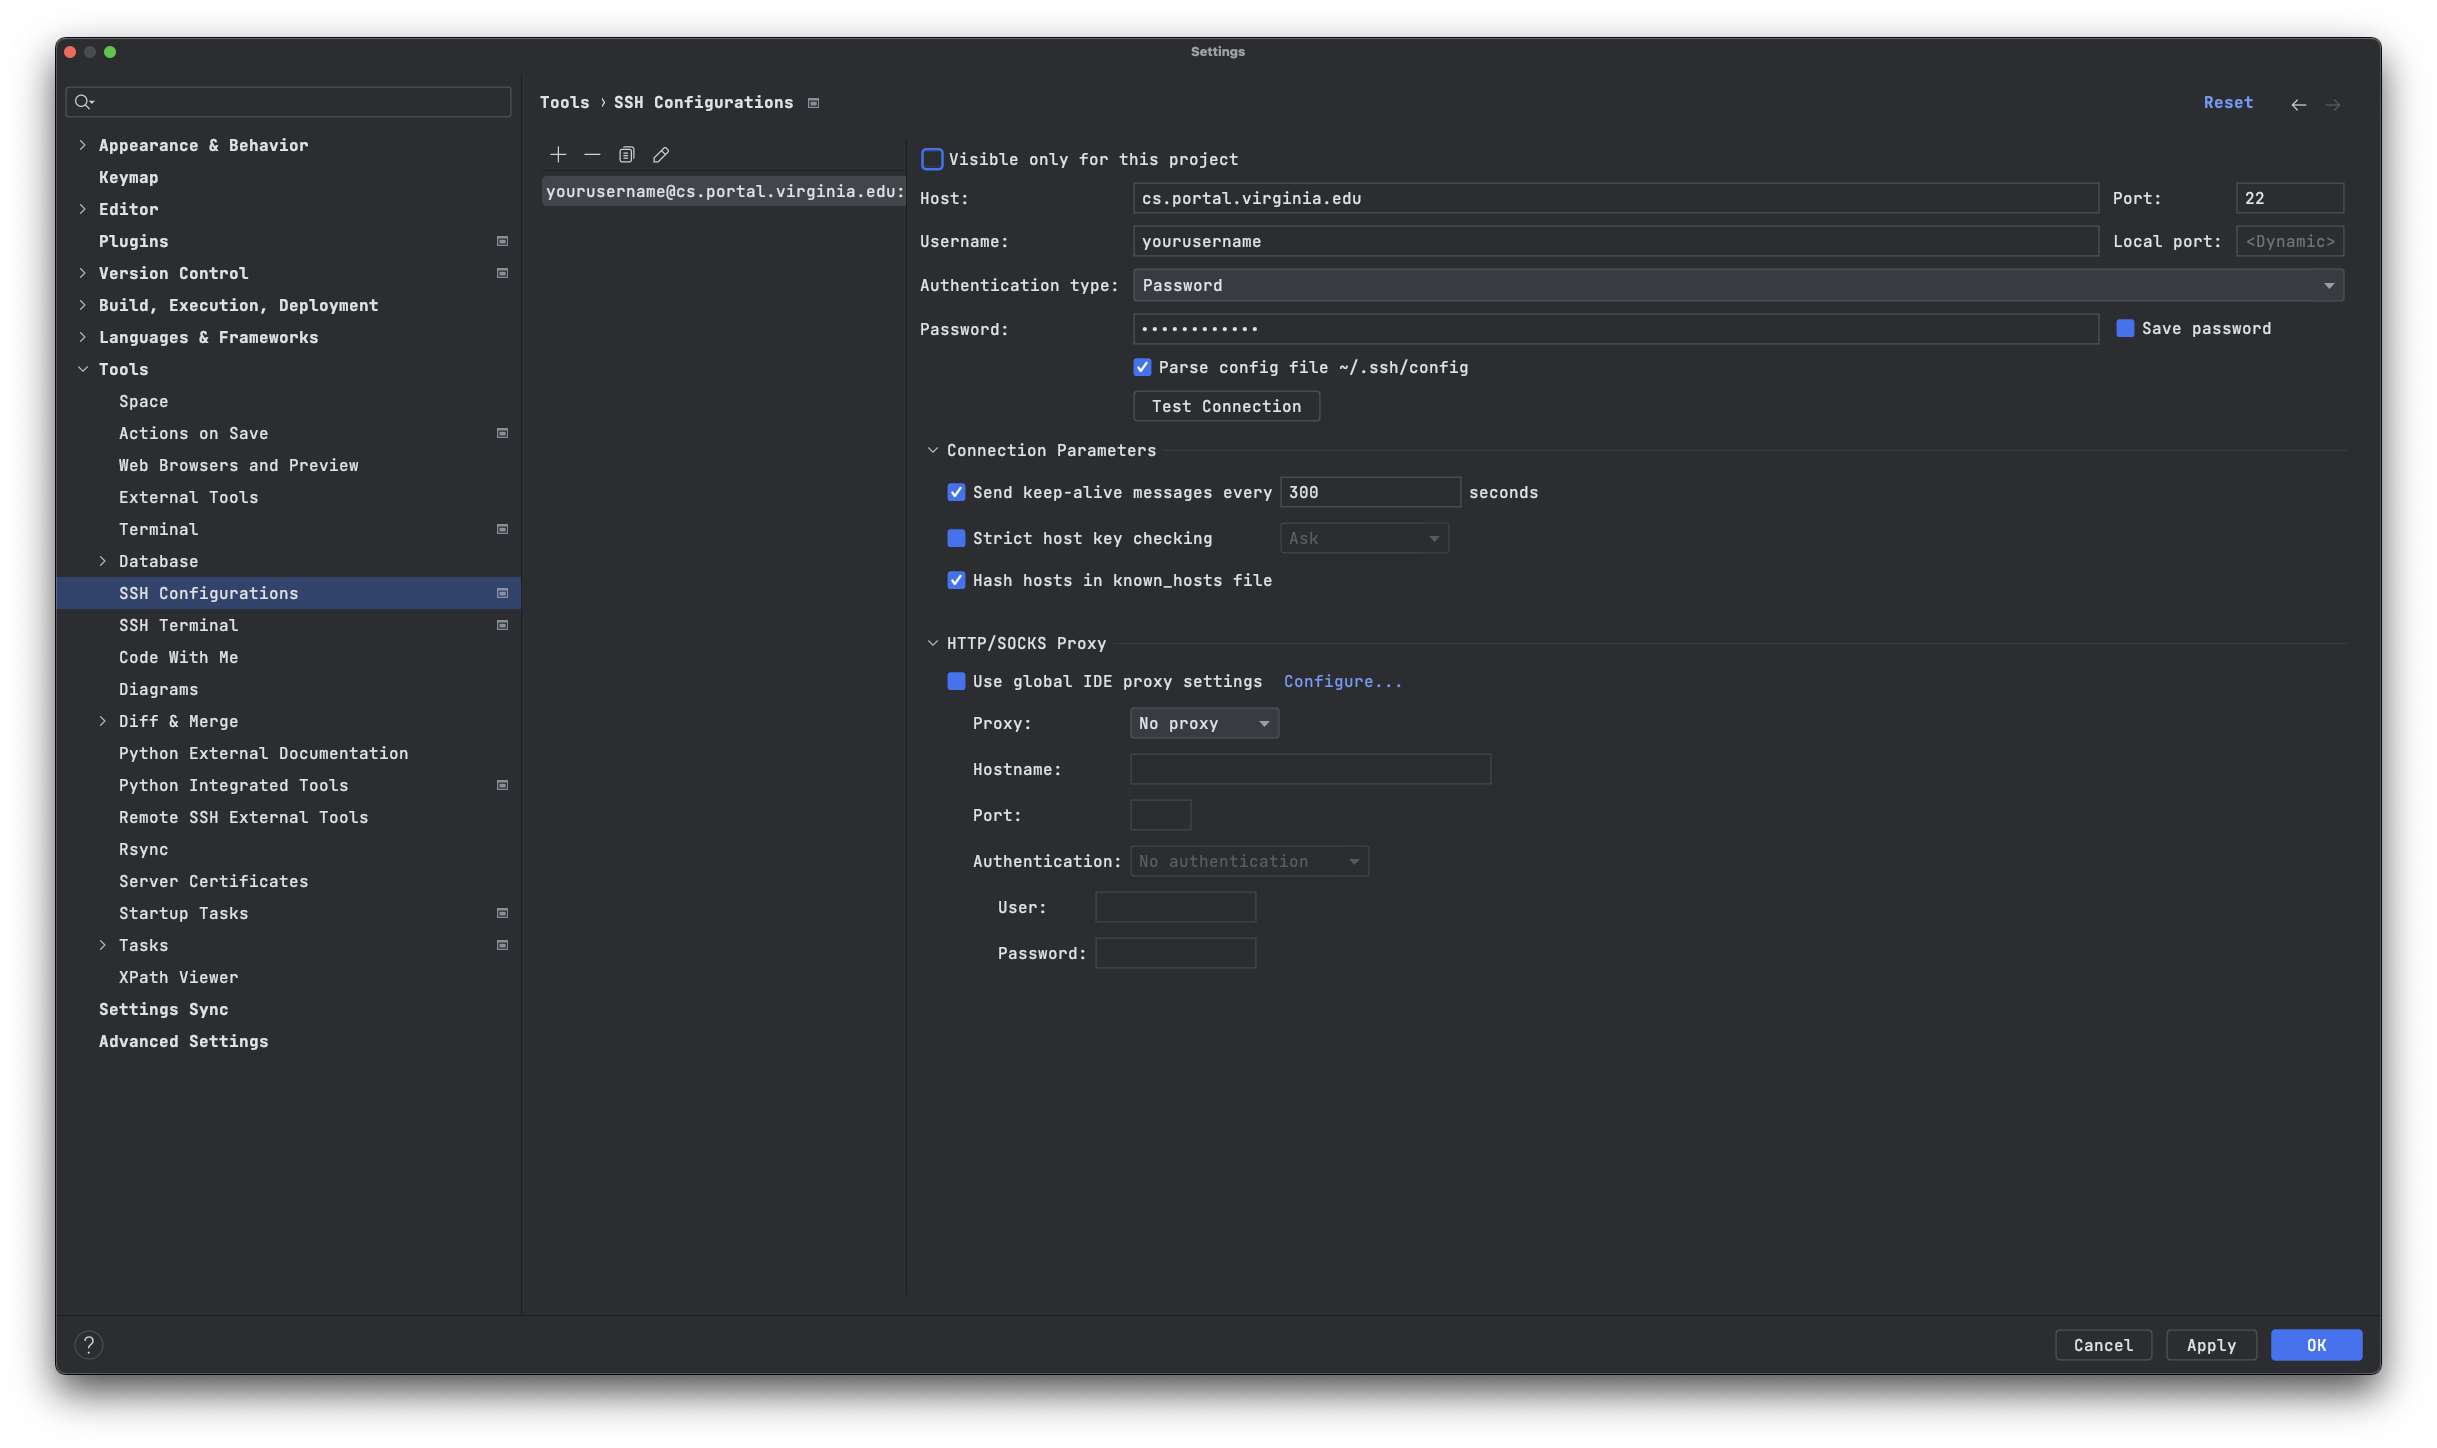 Settings
Appearance & Behavior
Keymap
Editor
Plugins
Version Control
Build, Execution, Deployment
Languages & Frameworks
Tools
Space
Actions on Save
Web Browsers and Preview
External Tools
Terminal
Database
SSH Configurations
SSH Terminal
Code With Me
Diagrams
Diff & Merge
Python External Documentation
Python Integrated Tools
Remote SSH External Tools
Rsync
Server Certificates
Startup Tasks
Tasks
XPath Viewer
Settings Sync
Advanced Settings
Tools › SSH Configurations
Reset
yourusername@cs.portal.virginia.edu:
Visible only for this project
Host: cs.portal.virginia.edu Port: 22
Username: yourusername Local port: <Dynamic>
Authentication type: Password
Password: •••••••••••• Save password
Parse config file ~/.ssh/config
Test Connection
Connection Parameters
Send keep-alive messages every 300 seconds
Strict host key checking Ask
Hash hosts in known_hosts file
HTTP/SOCKS Proxy
Use global IDE proxy settings Configure...
Proxy: No proxy
Hostname:
Port:
Authentication: No authentication
User:
Password:
? Cancel Apply OK